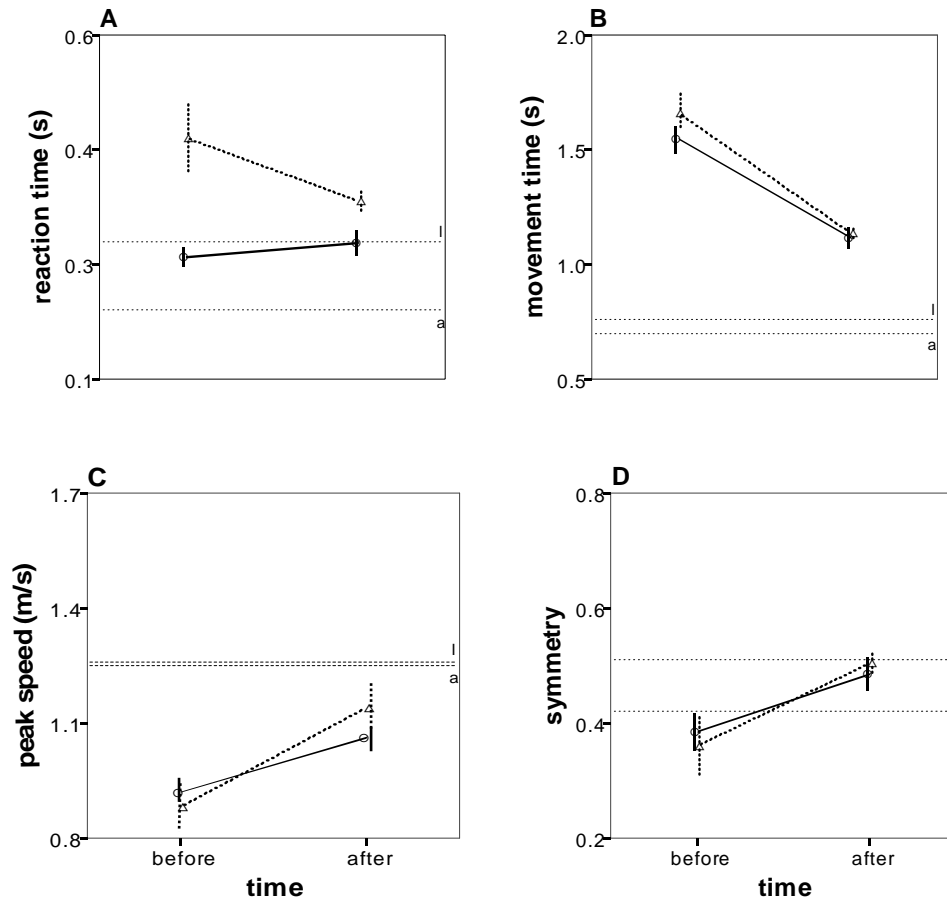 A
0.6
0.4
0.3
0.1
reaction time (s)
l
a
B
2.0
1.5
1.0
0.5
movement time (s)
l
a
C
1.7
1.4
1.1
0.8
peak speed (m/s)
l
a
before
after
time
D
0.8
0.6
0.4
0.2
symmetry
before
after
time